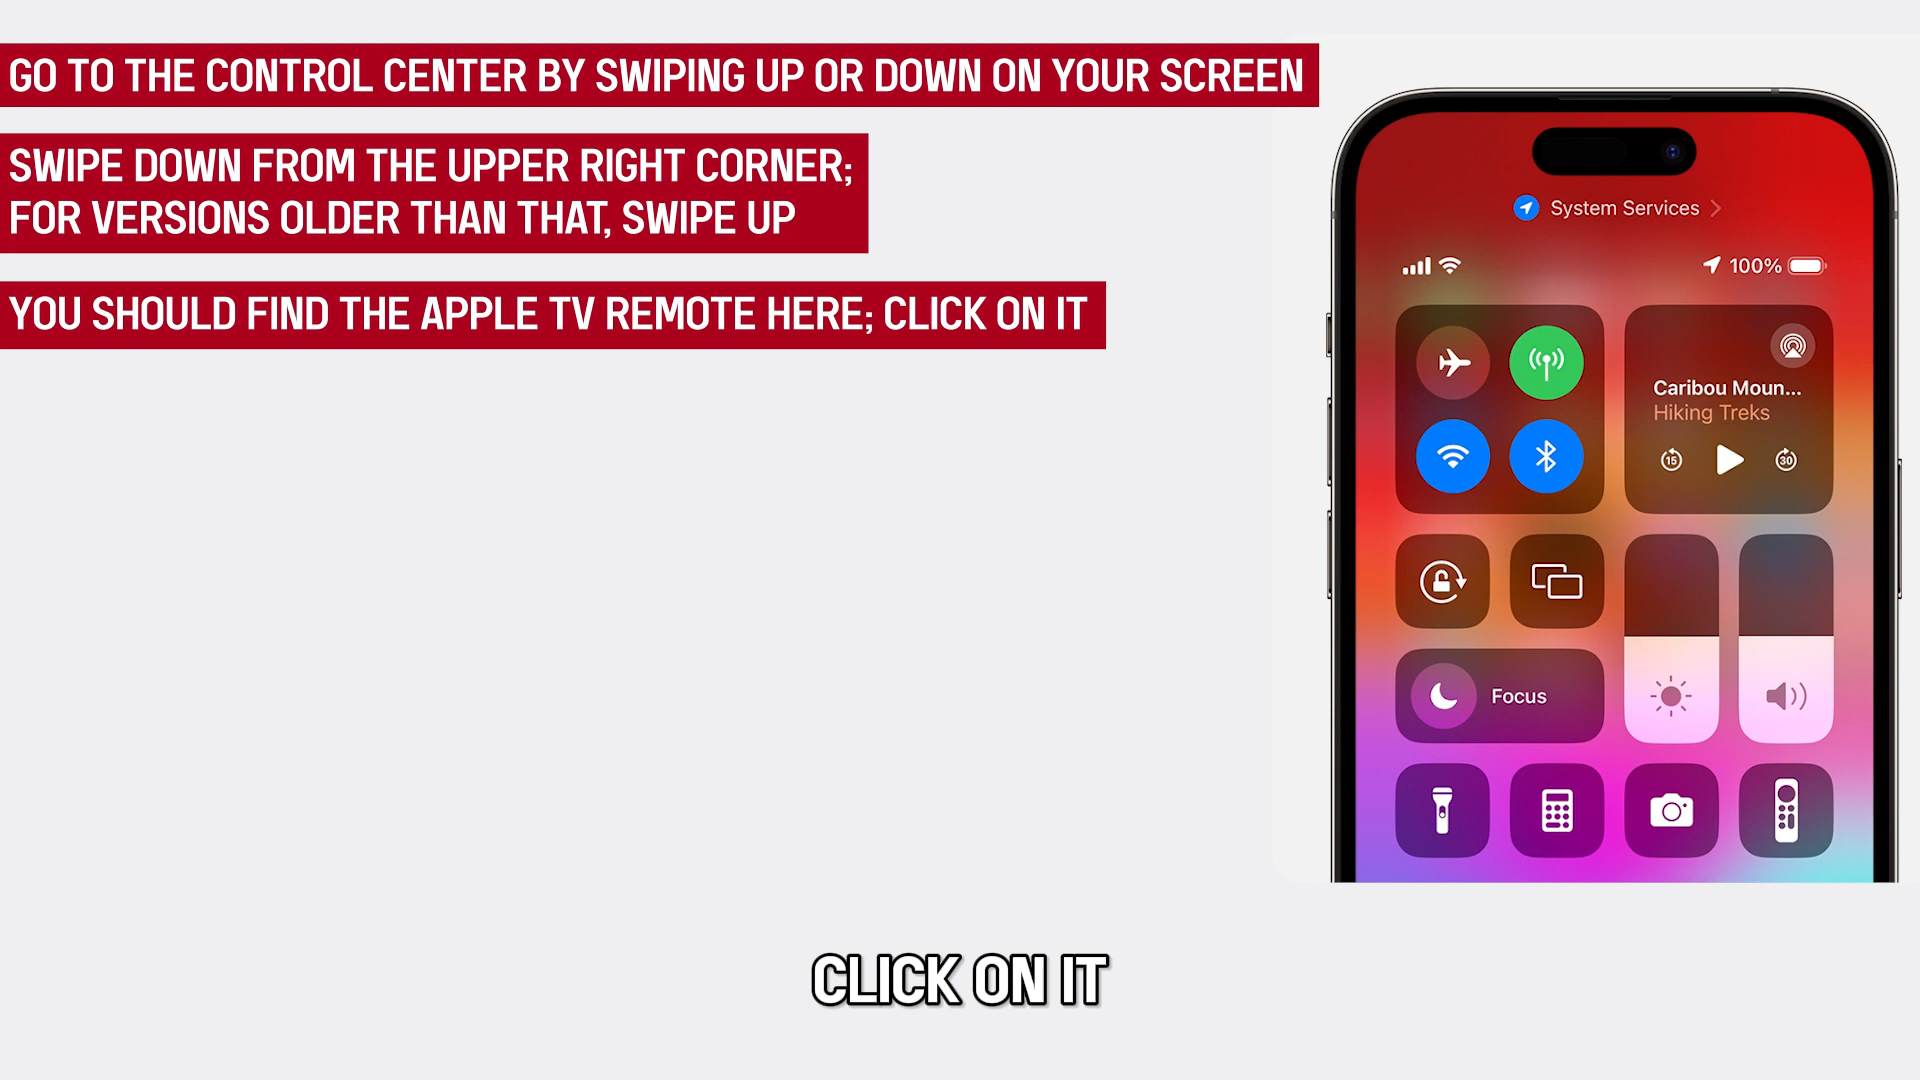 GO TO THE CONTROL CENTER BY SWIPING UP OR DOWN ON YOUR SCREEN
SWIPE DOWN FROM THE UPPER RIGHT CORNER;
FOR VERSIONS OLDER THAN THAT, SWIPE UP
YOU SHOULD FIND THE APPLE TV REMOTE HERE; CLICK ON IT
System Services
100%
Caribou Moun...
Hiking Treks
15 30
Focus
CLICK ON IT